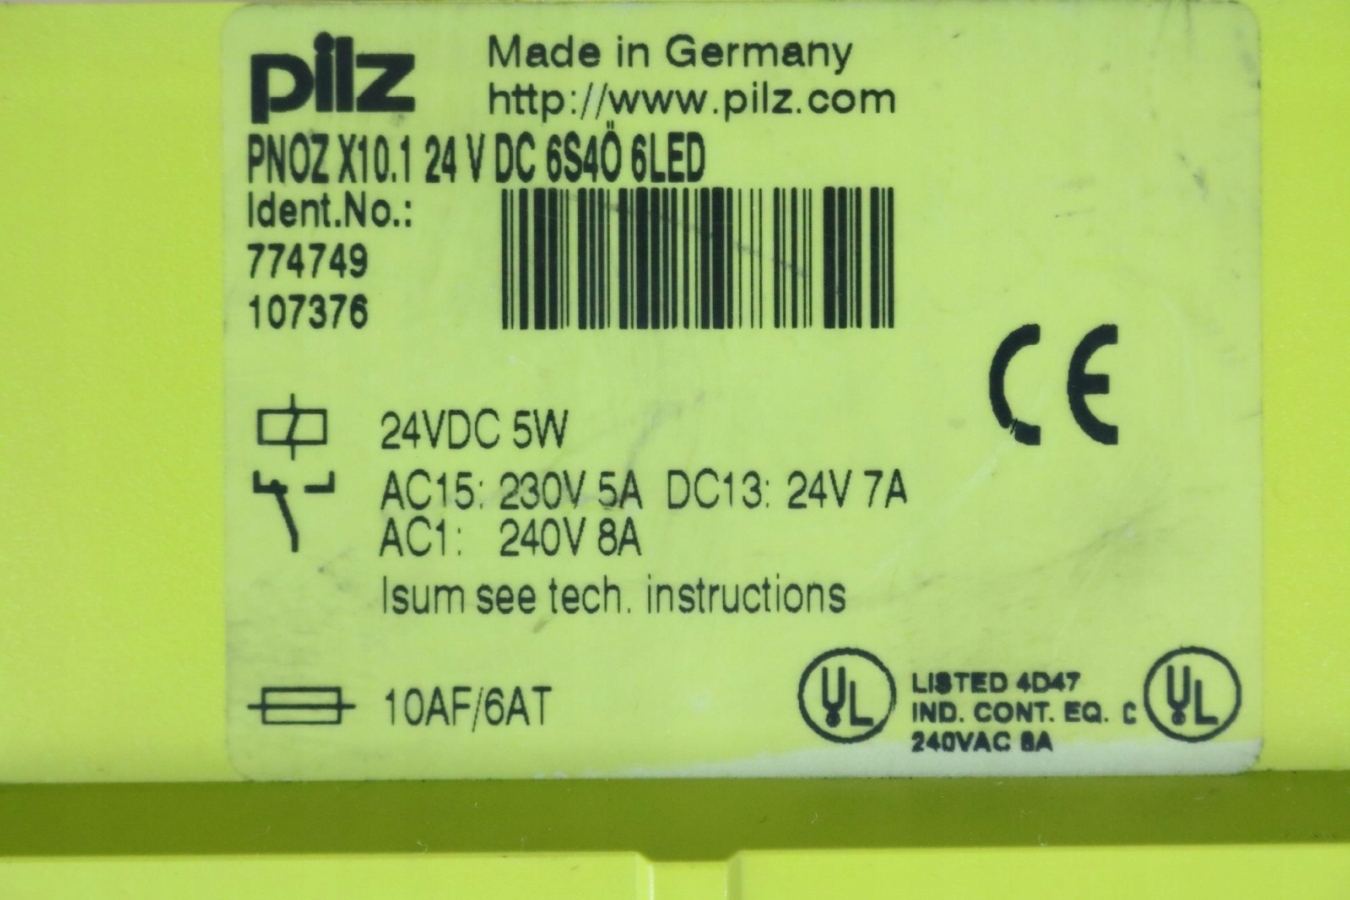 pilz
Made in Germany
http://www.pilz.com
PNOZ X10.1 24 V DC 6S4Ö 6LED
Ident.No.:
774749
107376
CE
24VDC 5W
AC15: 230V 5A DC13: 24V 7A
AC1: 240V 8A
Isum see tech. instructions
10AF/6AT
UL
LISTED 4D47
IND. CONT. EQ.
240VAC 8A
C UL